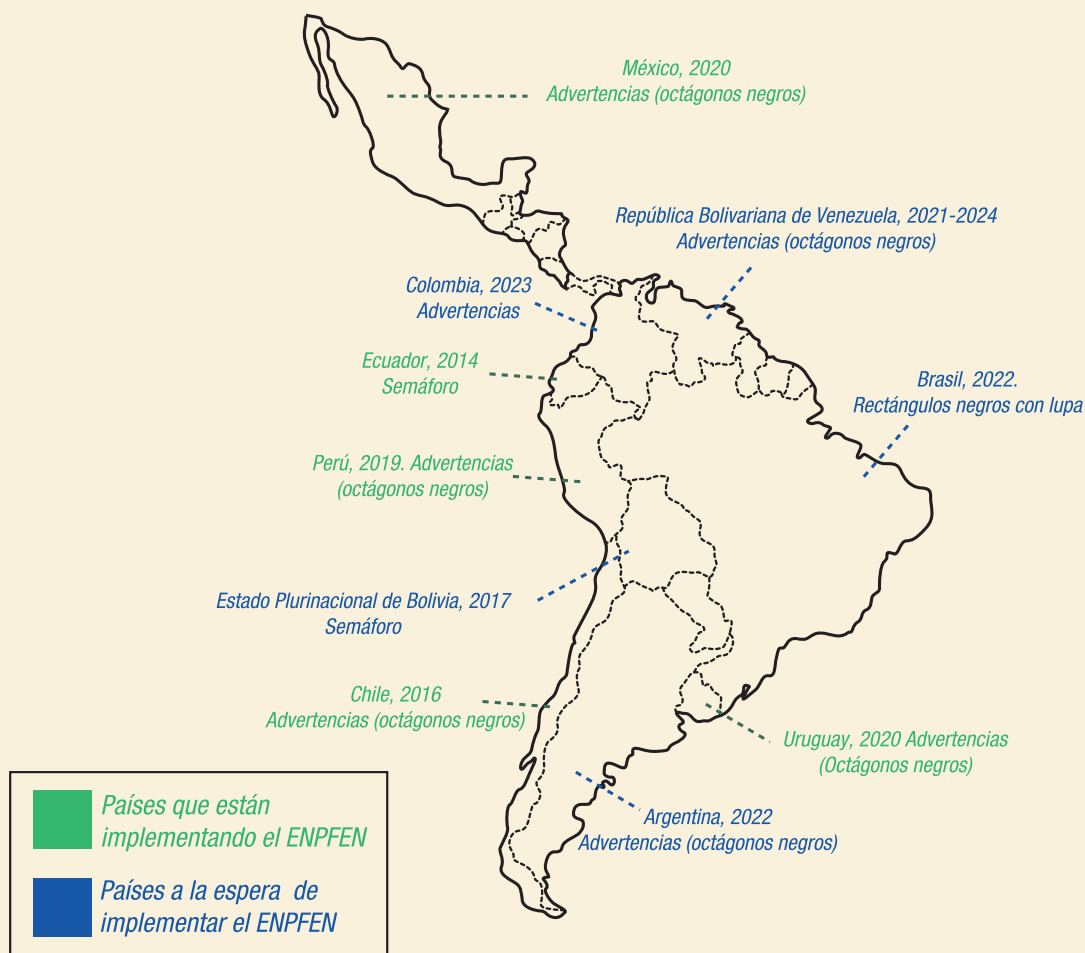 México, 2020
Advertencias (octágonos negros)
República Bolivariana de Venezuela, 2021-2024
Advertencias (octágonos negros)
Colombia, 2023
Advertencias
Ecuador, 2014
Semáforo
Brasil, 2022.
Rectángulos negros con lupa
Perú, 2019. Advertencias
(octágonos negros)
Estado Plurinacional de Bolivia, 2017
Semáforo
Chile, 2016
Advertencias (octágonos negros)
Uruguay, 2020 Advertencias
(Octágonos negros)
Argentina, 2022
Advertencias (octágonos negros)
Países que están
implementando el ENPFEN
Países a la espera de
implementar el ENPFEN